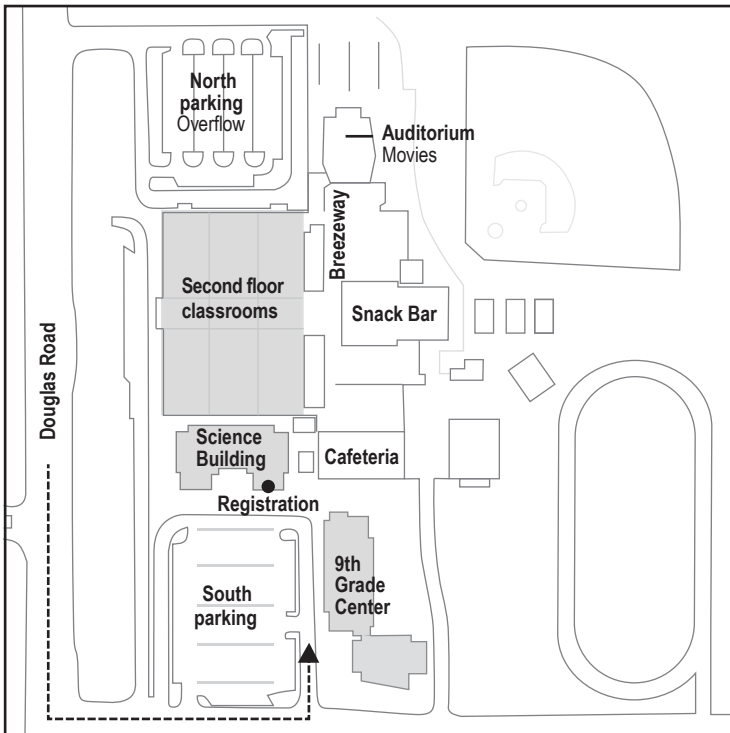 North
parking
Overflow
Auditorium
Movies
Breezeway
Second floor
classrooms
Snack Bar
Douglas Road
Science
Building
Cafeteria
Registration
9th
Grade
Center
South
parking